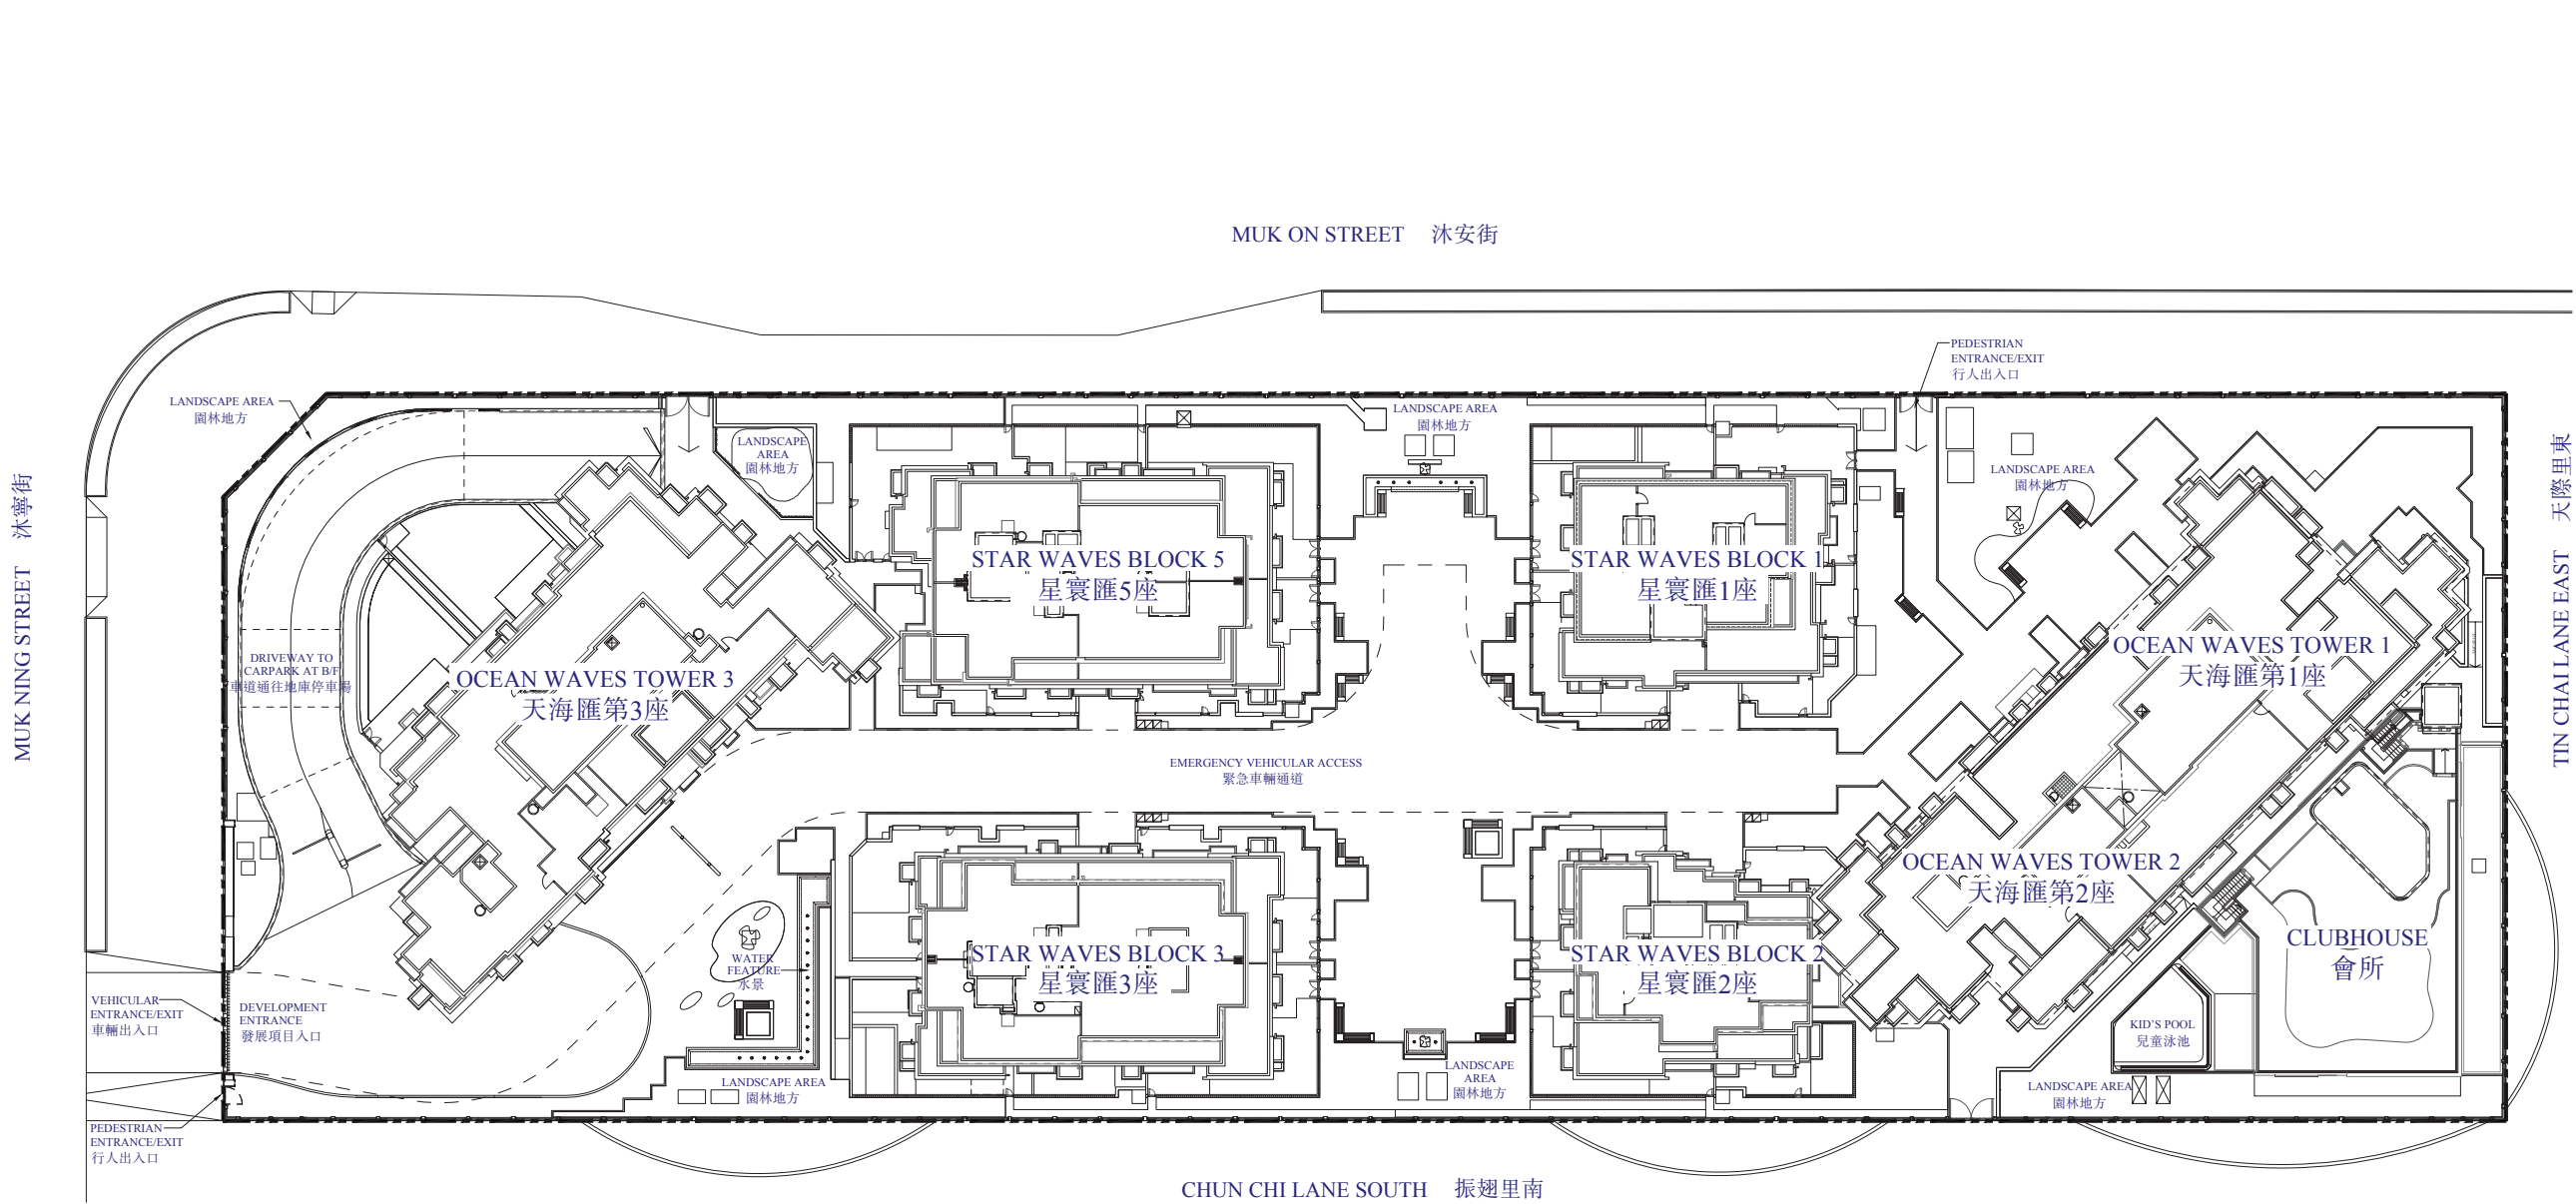 MUK ON STREET 沐安街
PEDESTRIAN
ENTRANCE/EXIT
行人出入口
LANDSCAPE AREA
園林地方
LANDSCAPE AREA
園林地方
LANDSCAPE
AREA
園林地方
LANDSCAPE AREA
園林地方
MUK NING STREET 沐寧街
TIN CHAI LANE EAST 天際里東
STAR WAVES BLOCK 5
星寰匯5座
STAR WAVES BLOCK 1
星寰匯1座
OCEAN WAVES TOWER 1
天海匯第1座
DRIVEWAY TO
CARPARK AT B/F
車道通往地庫停車場
OCEAN WAVES TOWER 3
天海匯第3座
EMERGENCY VEHICULAR ACCESS
緊急車輛通道
OCEAN WAVES TOWER 2
天海匯第2座
STAR WAVES BLOCK 3
星寰匯3座
STAR WAVES BLOCK 2
星寰匯2座
CLUBHOUSE
會所
WATER
FEATURE
水景
VEHICULAR
ENTRANCE/EXIT
車輛出入口
DEVELOPMENT
ENTRANCE
發展項目入口
KID'S POOL
兒童泳池
LANDSCAPE AREA
園林地方
LANDSCAPE
AREA
園林地方
LANDSCAPE AREA
園林地方
PEDESTRIAN
ENTRANCE/EXIT
行人出入口
CHUN CHI LANE SOUTH 振翅里南